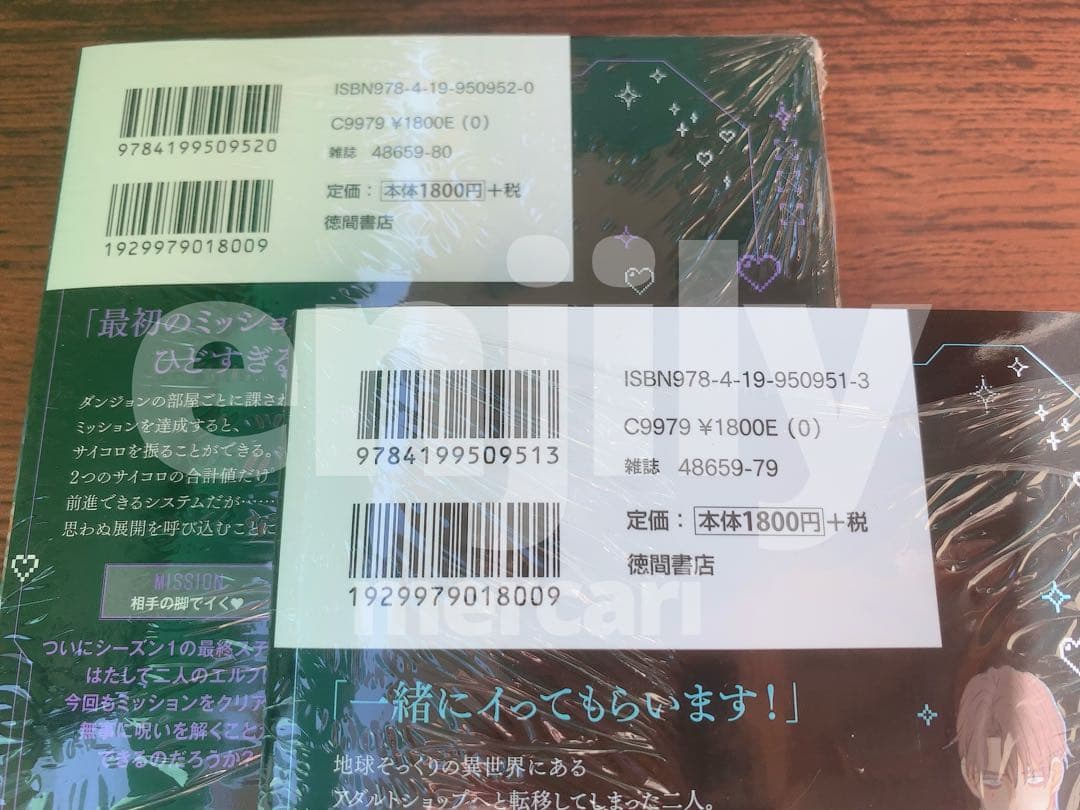 ISBN978-4-19-950952-0
C9979 ¥1800E (0)
雑誌 48659-80
9784199509520
定価：本体1800円+税
徳間書店
1929979018009
「最初のミッショ
ひどすぎる
ダンジョンの部屋ごとに課され
ミッションを達成すると、
サイコロを振ることができる。
2つのサイコロの合計値だけ
前進できるシステムだが……
思わぬ展開を呼び込むことに
MISSION
相手の脚でイく♥
ついにシーズン1の最終ステ
はたして二人のエルフ
今回もミッションをクリア
無事に呪いを解くこと
できるのだろうか?
ISBN978-4-19-950951-3
C9979 ¥1800E (0)
9784199509513
雑誌 48659-79
定価：本体1800円+税
徳間書店
1929979018009
「一緒にイってもらいます!」
地球そっくりの異世界にある
アダルトショップへと転移してしまった二人。
enjily
mercari